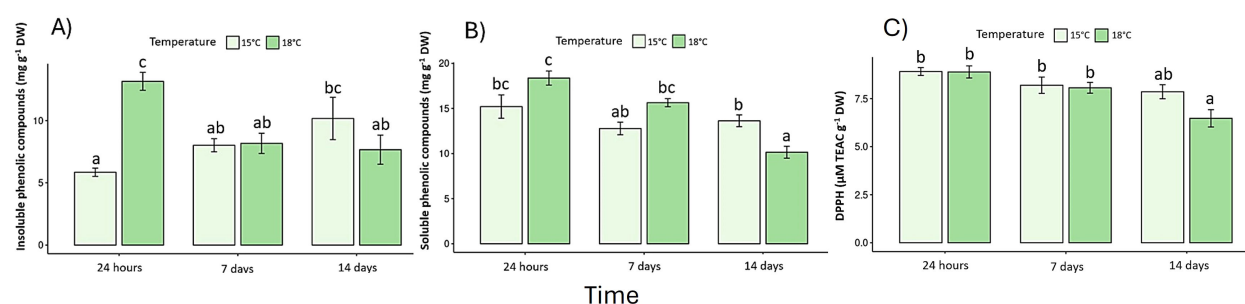 A)
Temperature 15°C 18°C
Insoluble phenolic compounds (mg g⁻¹ DW)
10
5
0
a c ab ab bc ab
24 hours 7 days 14 days
B)
Temperature 15°C 18°C
Soluble phenolic compounds (mg g⁻¹ DW)
20
15
10
5
0
bc c ab bc b a
24 hours 7 days 14 days
C)
Temperature 15°C 18°C
DPPH (µM TEAC g⁻¹ DW)
7.5
5.0
2.5
0.0
b b b b ab a
24 hours 7 days 14 days
Time